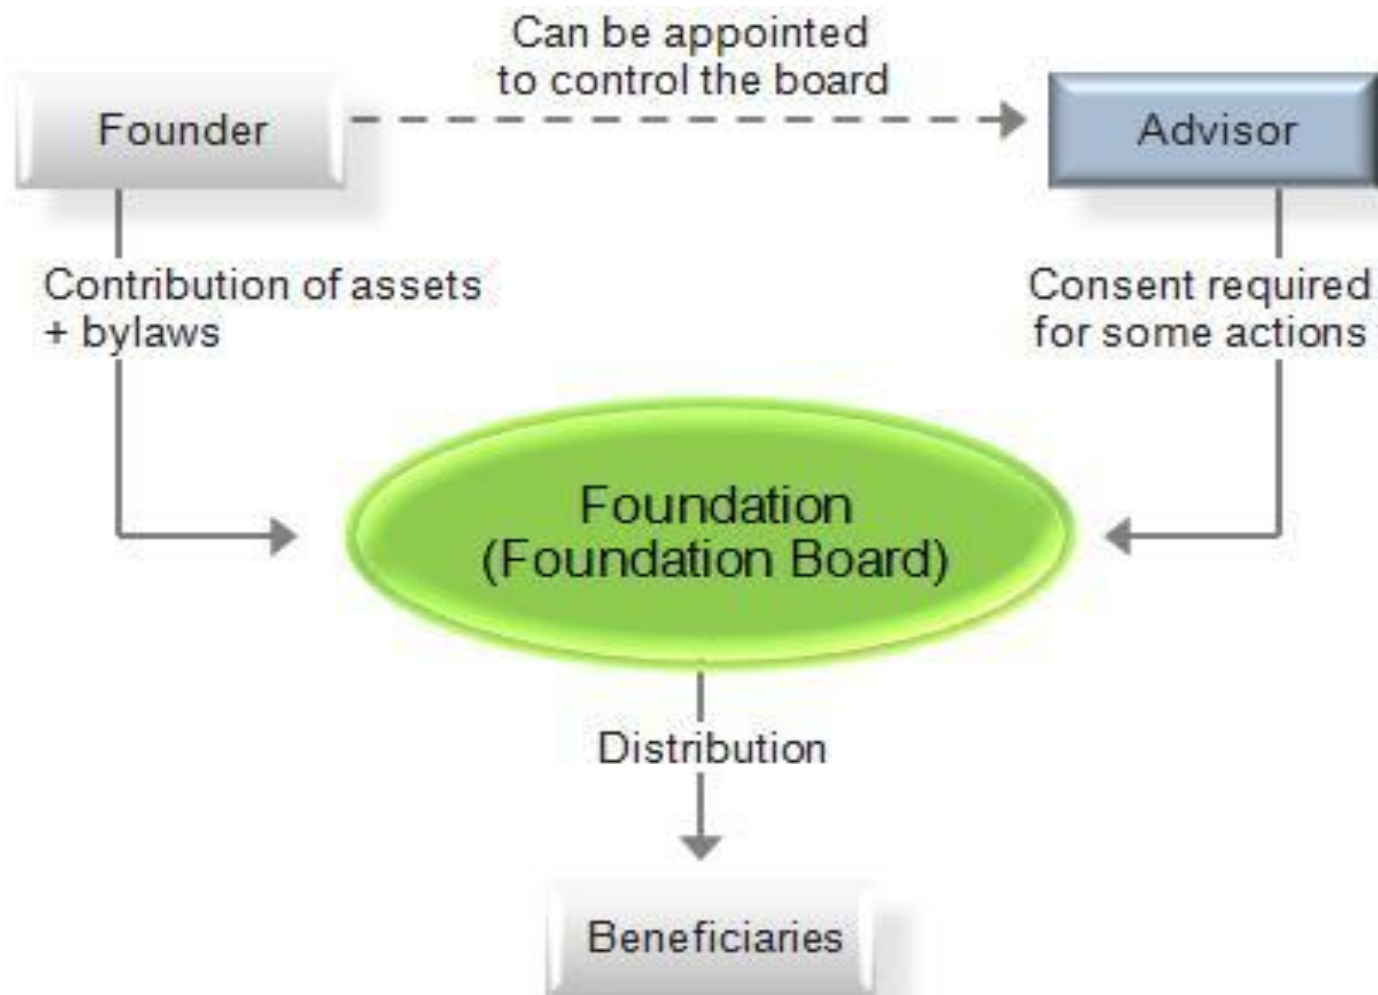 Can be appointed
to control the board
Founder
Advisor
Contribution of assets
+ bylaws
Consent required
for some actions
Foundation
(Foundation Board)
Distribution
Beneficiaries